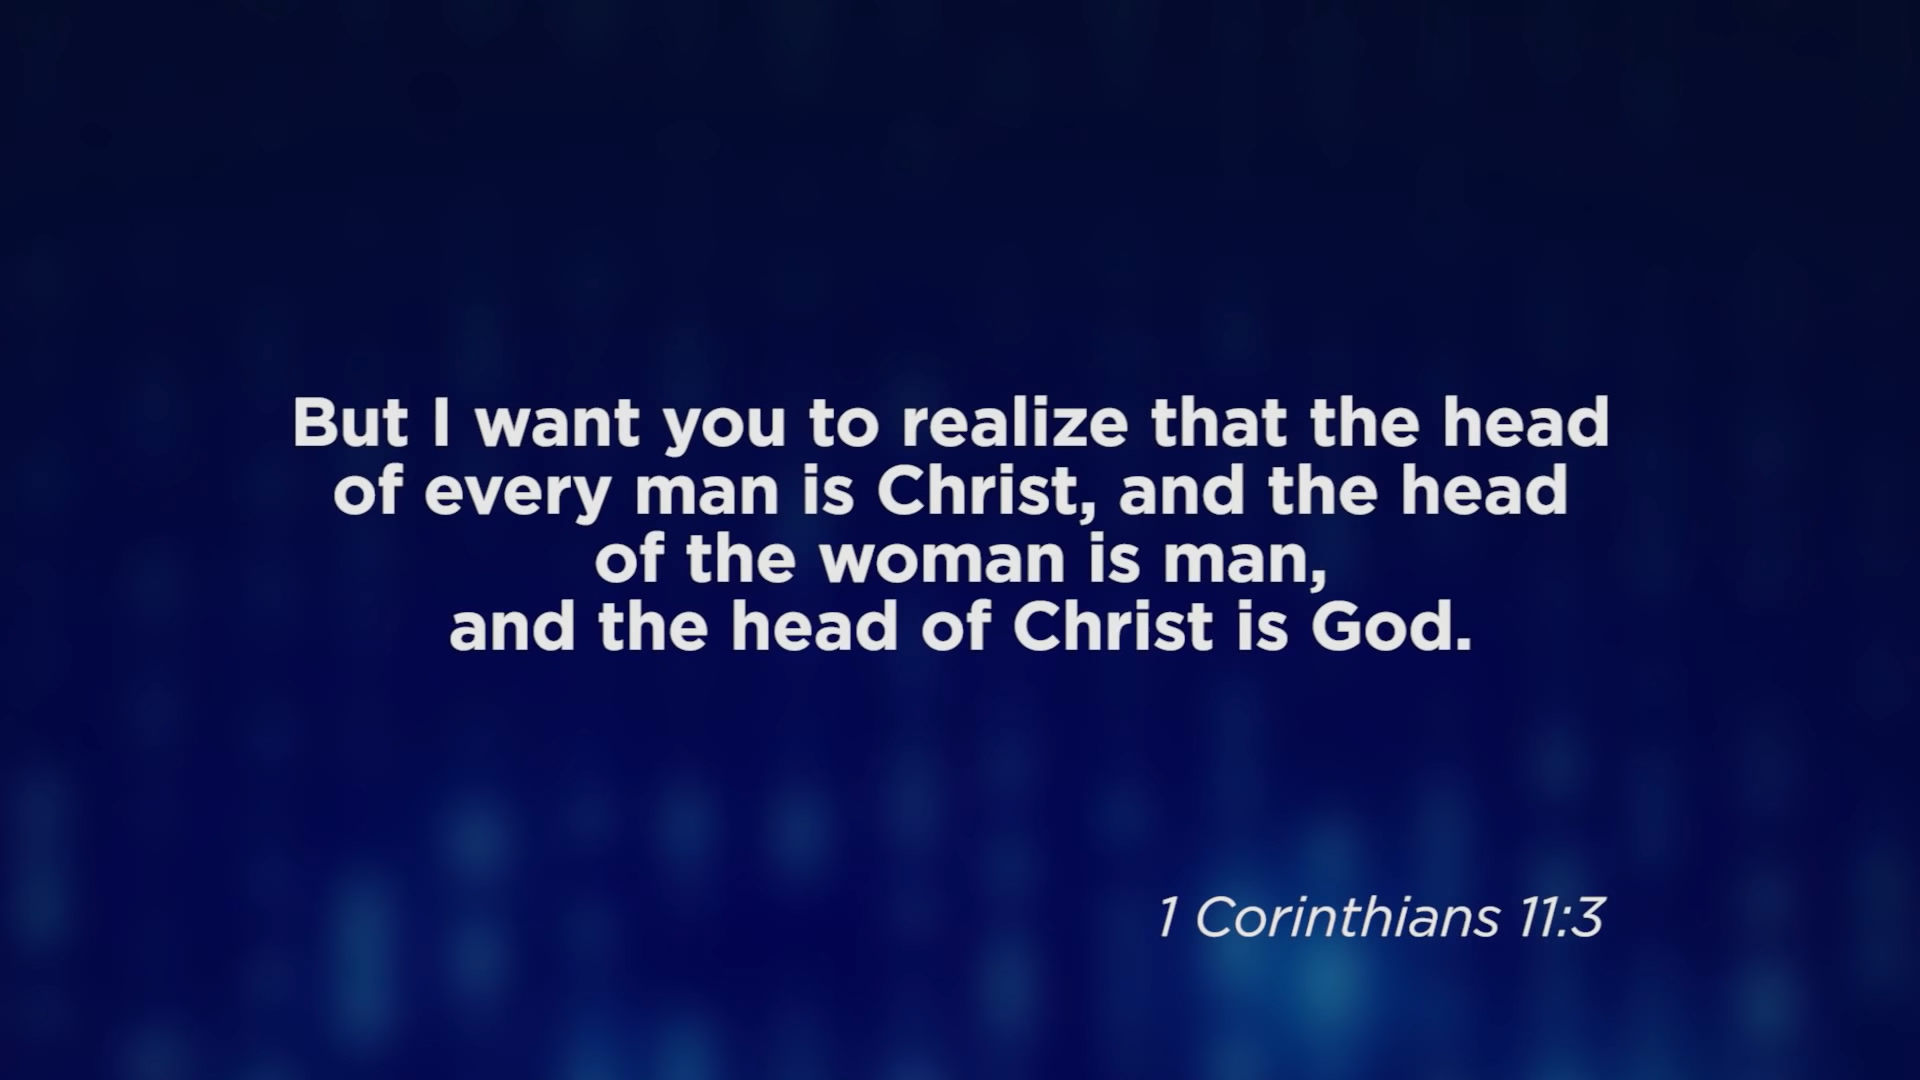 But I want you to realize that the head
of every man is Christ, and the head
of the woman is man,
and the head of Christ is God.
1 Corinthians 11:3